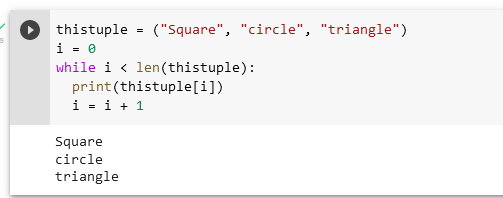 thistuple = ("Square", "circle", "triangle")
i = 0
while i < len(thistuple):
  print(thistuple[i])
  i = i + 1
Square
circle
triangle